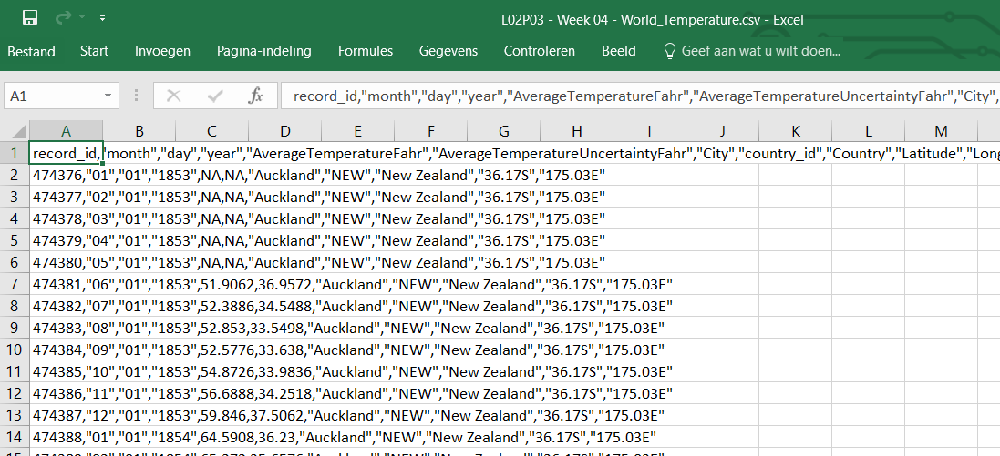 L02P03 - Week 04 - World_Temperature.csv - Excel
Bestand Start Invoegen Pagina-indeling Formules Gegevens Controleren Beeld Geef aan wat u wilt doen...
A1 fx record_id,"month","day","year","AverageTemperatureFahr","AverageTemperatureUncertaintyFahr","City",
A B C D E F G H I J K L M
1 record_id,"month","day","year","AverageTemperatureFahr","AverageTemperatureUncertaintyFahr","City","country_id","Country","Latitude","Long
2 474376,"01","01","1853",NA,NA,"Auckland","NEW","New Zealand","36.17S","175.03E"
3 474377,"02","01","1853",NA,NA,"Auckland","NEW","New Zealand","36.17S","175.03E"
4 474378,"03","01","1853",NA,NA,"Auckland","NEW","New Zealand","36.17S","175.03E"
5 474379,"04","01","1853",NA,NA,"Auckland","NEW","New Zealand","36.17S","175.03E"
6 474380,"05","01","1853",NA,NA,"Auckland","NEW","New Zealand","36.17S","175.03E"
7 474381,"06","01","1853",51.9062,36.9572,"Auckland","NEW","New Zealand","36.17S","175.03E"
8 474382,"07","01","1853",52.3886,34.5488,"Auckland","NEW","New Zealand","36.17S","175.03E"
9 474383,"08","01","1853",52.853,33.5498,"Auckland","NEW","New Zealand","36.17S","175.03E"
10 474384,"09","01","1853",52.5776,33.638,"Auckland","NEW","New Zealand","36.17S","175.03E"
11 474385,"10","01","1853",54.8726,33.9836,"Auckland","NEW","New Zealand","36.17S","175.03E"
12 474386,"11","01","1853",56.6888,34.2518,"Auckland","NEW","New Zealand","36.17S","175.03E"
13 474387,"12","01","1853",59.846,37.5062,"Auckland","NEW","New Zealand","36.17S","175.03E"
14 474388,"01","01","1854",64.5908,36.23,"Auckland","NEW","New Zealand","36.17S","175.03E"